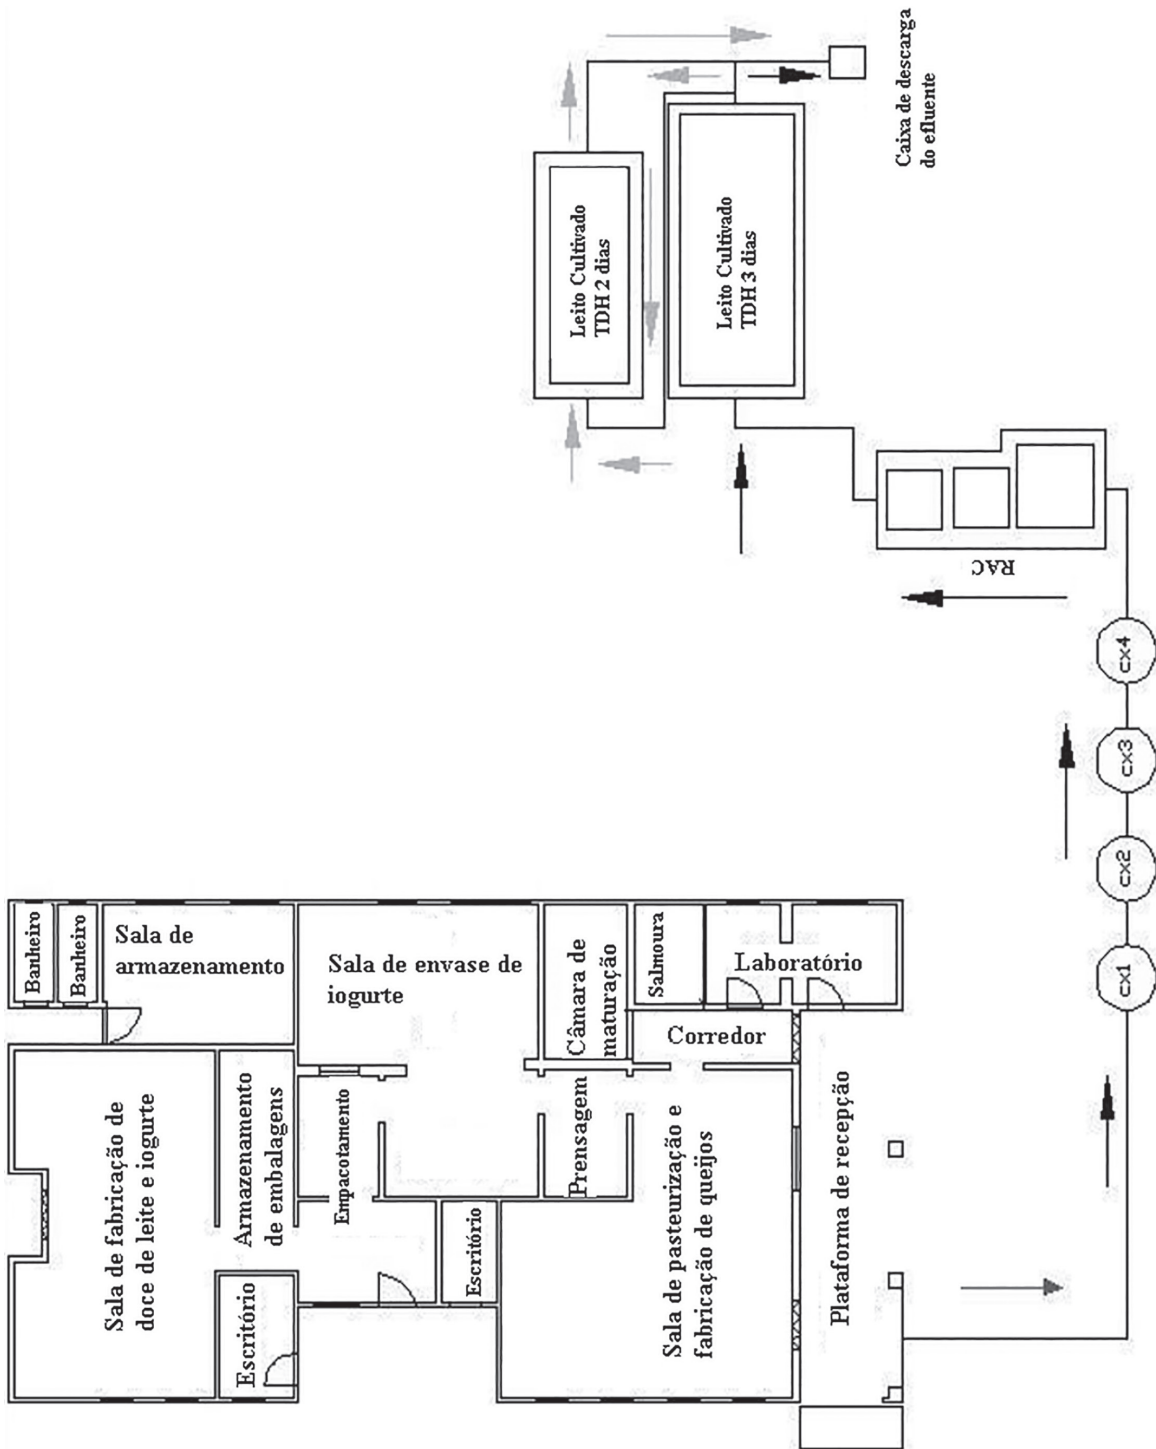 Banheiro
Banheiro
Sala de
armazenamento
Sala de envase de
iogurte
Câmara de
maturação
Salmoura
Laboratório
Corredor
Sala de fabricação de
doce de leite e iogurte
Armazenamento
de embalagens
Empacotamento
Prensagem
Escritório
Escritório
Sala de pasteurização e
fabricação de queijos
Plataforma de recepção
cx1
cx2
cx3
cx4
RAC
Leito Cultivado
TDH 2 dias
Leito Cultivado
TDH 3 dias
Caixa de descarga
do efluente